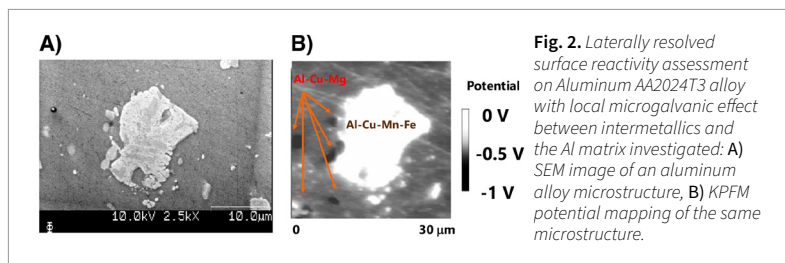 A)
10.0kV 2.5kX 10.0µm
B)
Al-Cu-Mg
Al-Cu-Mn-Fe
0
30 µm
Potential
0 V
-0.5 V
-1 V
Fig. 2. Laterally resolved
surface reactivity assessment
on Aluminum AA2024T3 alloy
with local microgalvanic effect
between intermetallics and
the Al matrix investigated: A)
SEM image of an aluminum
alloy microstructure, B) KPFM
potential mapping of the same
microstructure.